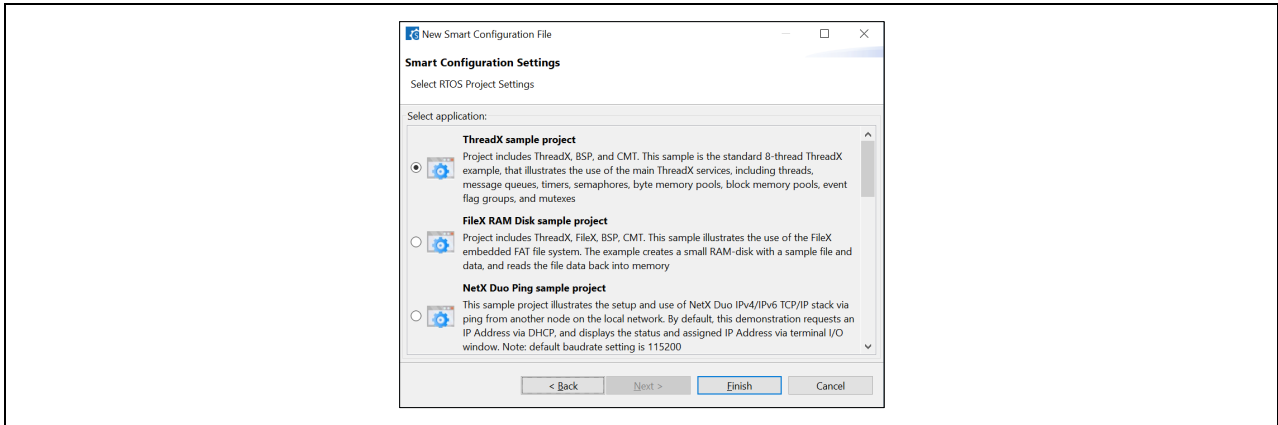 New Smart Configuration File
Smart Configuration Settings
Select RTOS Project Settings
Select application:
ThreadX sample project
Project includes ThreadX, BSP, and CMT. This sample is the standard 8-thread ThreadX
example, that illustrates the use of the main ThreadX services, including threads,
message queues, timers, semaphores, byte memory pools, block memory pools, event
flag groups, and mutexes
FileX RAM Disk sample project
Project includes ThreadX, FileX, BSP, CMT. This sample illustrates the use of the FileX
embedded FAT file system. The example creates a small RAM-disk with a sample file and
data, and reads the file data back into memory
NetX Duo Ping sample project
This sample project illustrates the setup and use of NetX Duo IPv4/IPv6 TCP/IP stack via
ping from another node on the local network. By default, this demonstration requests an
IP Address via DHCP, and displays the status and assigned IP Address via terminal I/O
window. Note: default baudrate setting is 115200
< Back Next > Finish Cancel